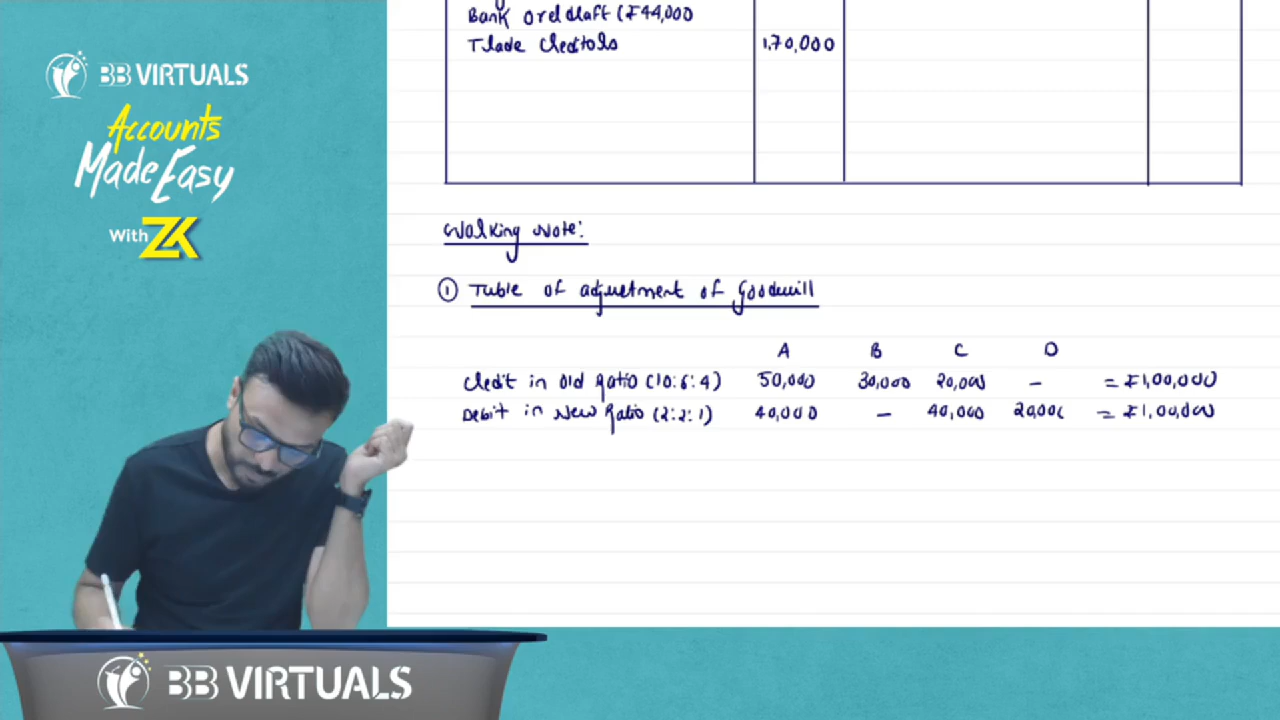 BB VIRTUALS
Accounts
Made Easy
With ZK
Bank Overdraft (₹44,000
Trade Creditors 1,70,000
Working Note:
① Table of adjustment of Goodwill
A B C D
Credit in Old Ratio (10:6:4) 50,000 30,000 20,000 - = ₹1,00,000
Debit in New Ratio (2:2:1) 40,000 - 40,000 20,000 = ₹1,00,000
BB VIRTUALS